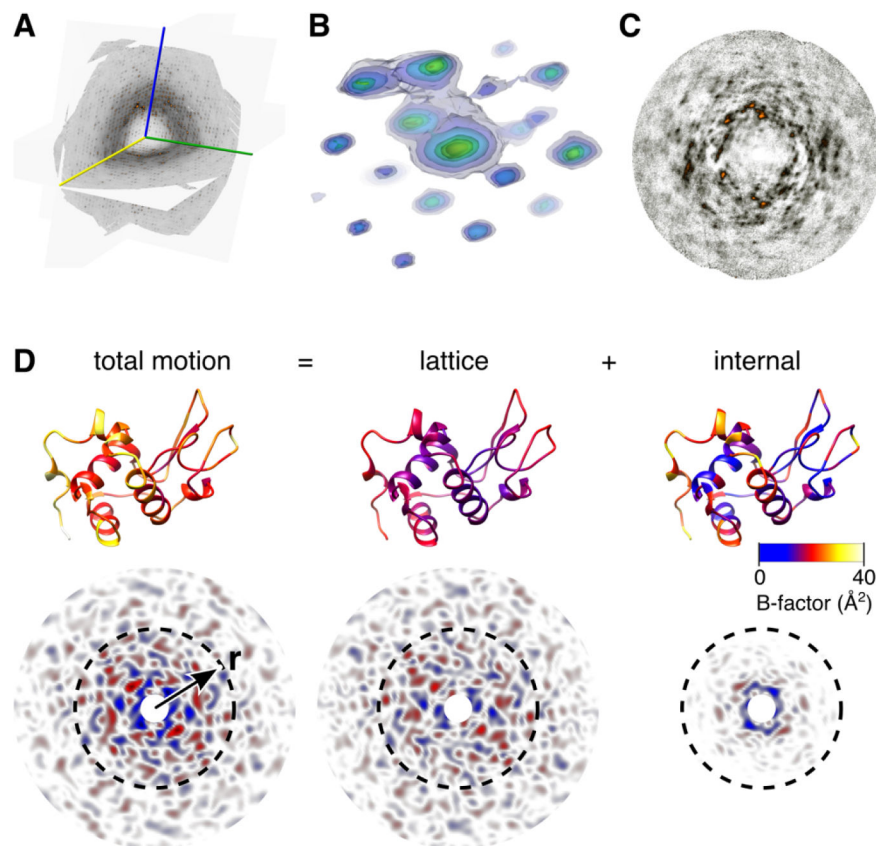 A
B
C
D
total motion = lattice + internal
0 40
B-factor (Å²)
r